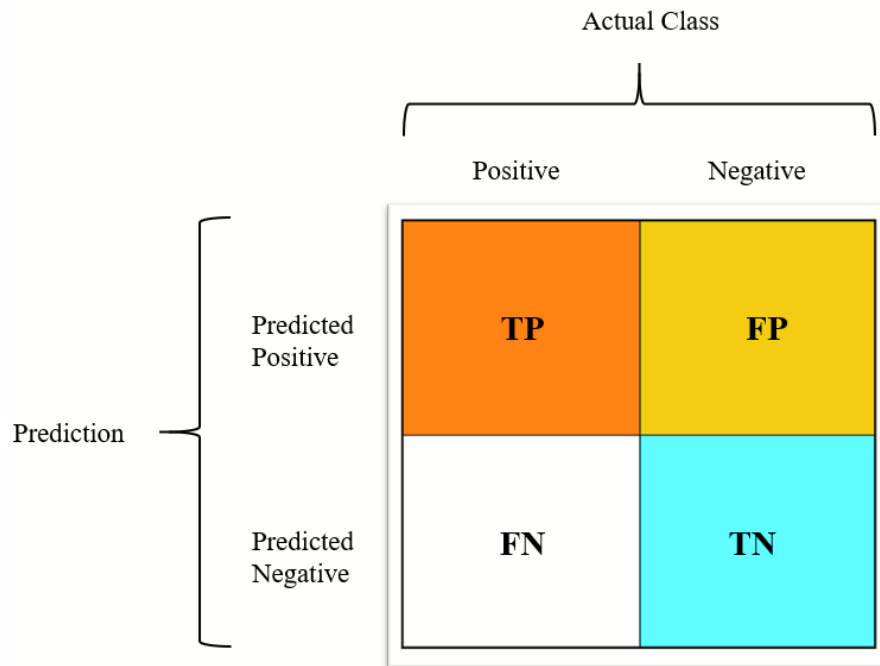 Actual Class
Positive Negative
Predicted
Positive
TP FP
Prediction
Predicted
Negative
FN TN